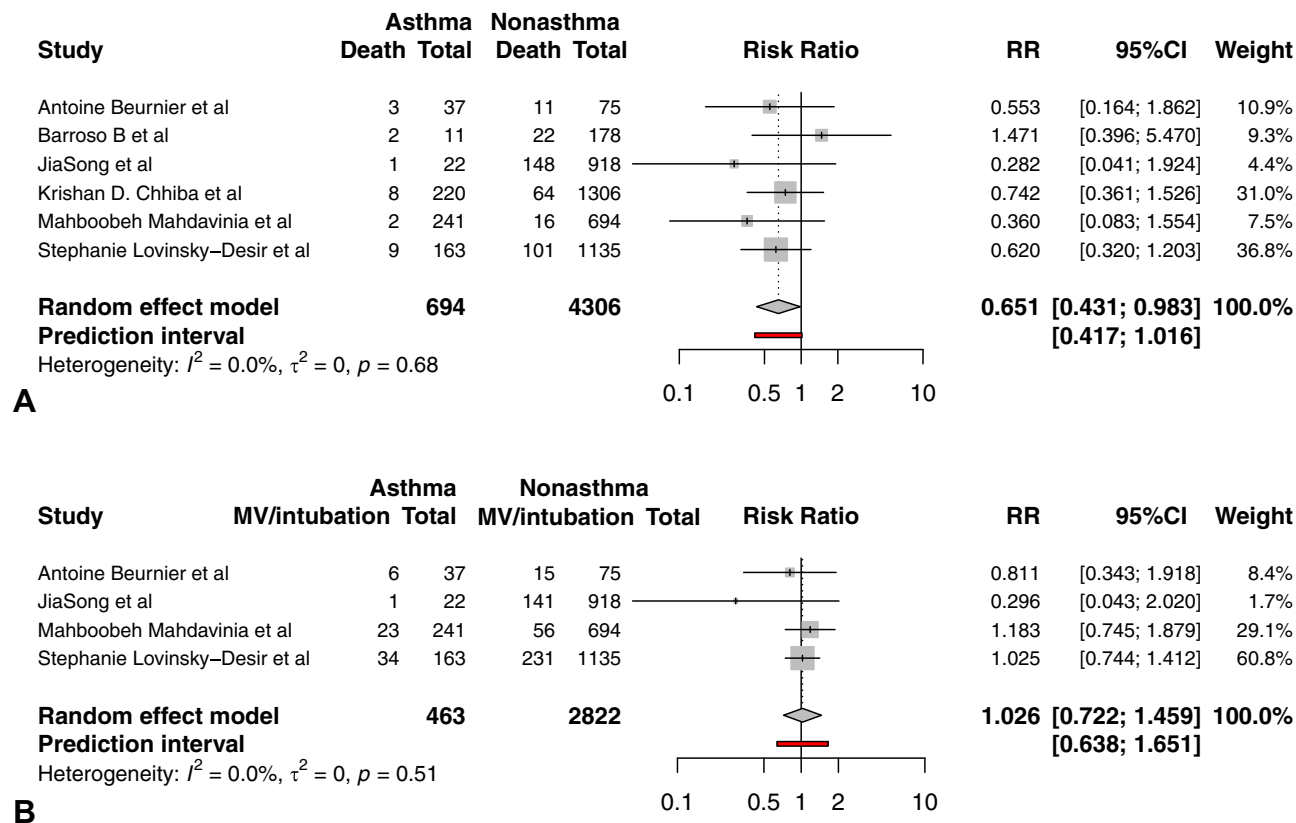 Asthma Nonasthma
Study Death Total Death Total Risk Ratio RR 95%CI Weight
Antoine Beurnier et al 3 37 11 75 0.553 [0.164; 1.862] 10.9%
Barroso B et al 2 11 22 178 1.471 [0.396; 5.470] 9.3%
JiaSong et al 1 22 148 918 0.282 [0.041; 1.924] 4.4%
Krishan D. Chhiba et al 8 220 64 1306 0.742 [0.361; 1.526] 31.0%
Mahboobeh Mahdavinia et al 2 241 16 694 0.360 [0.083; 1.554] 7.5%
Stephanie Lovinsky−Desir et al 9 163 101 1135 0.620 [0.320; 1.203] 36.8%
Random effect model 694 4306 0.651 [0.431; 0.983] 100.0%
Prediction interval [0.417; 1.016]
Heterogeneity: I² = 0.0%, τ² = 0, p = 0.68
0.1 0.5 1 2 10
A
Asthma Nonasthma
Study MV/intubation Total MV/intubation Total Risk Ratio RR 95%CI Weight
Antoine Beurnier et al 6 37 15 75 0.811 [0.343; 1.918] 8.4%
JiaSong et al 1 22 141 918 0.296 [0.043; 2.020] 1.7%
Mahboobeh Mahdavinia et al 23 241 56 694 1.183 [0.745; 1.879] 29.1%
Stephanie Lovinsky−Desir et al 34 163 231 1135 1.025 [0.744; 1.412] 60.8%
Random effect model 463 2822 1.026 [0.722; 1.459] 100.0%
Prediction interval [0.638; 1.651]
Heterogeneity: I² = 0.0%, τ² = 0, p = 0.51
0.1 0.5 1 2 10
B